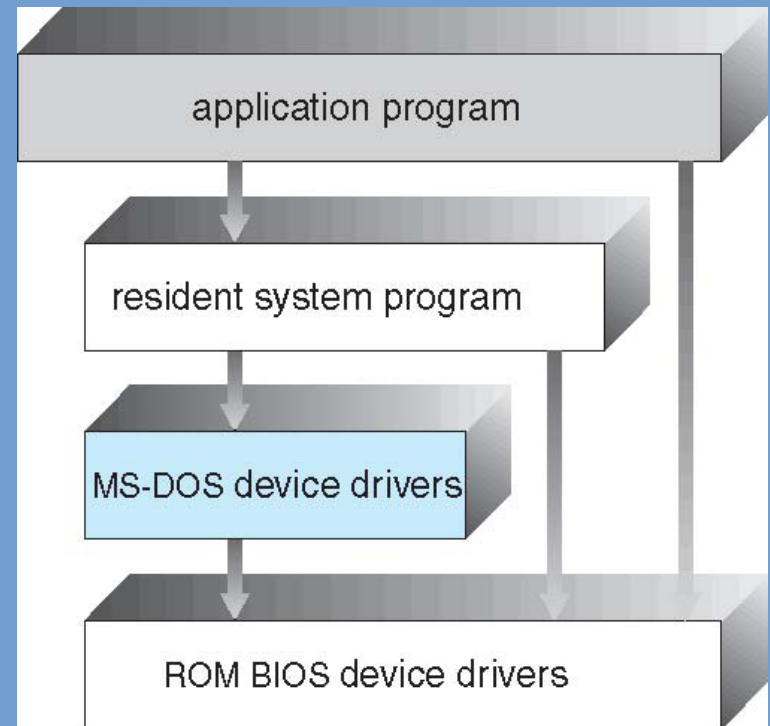 application program
resident system program
MS-DOS device drivers
ROM BIOS device drivers